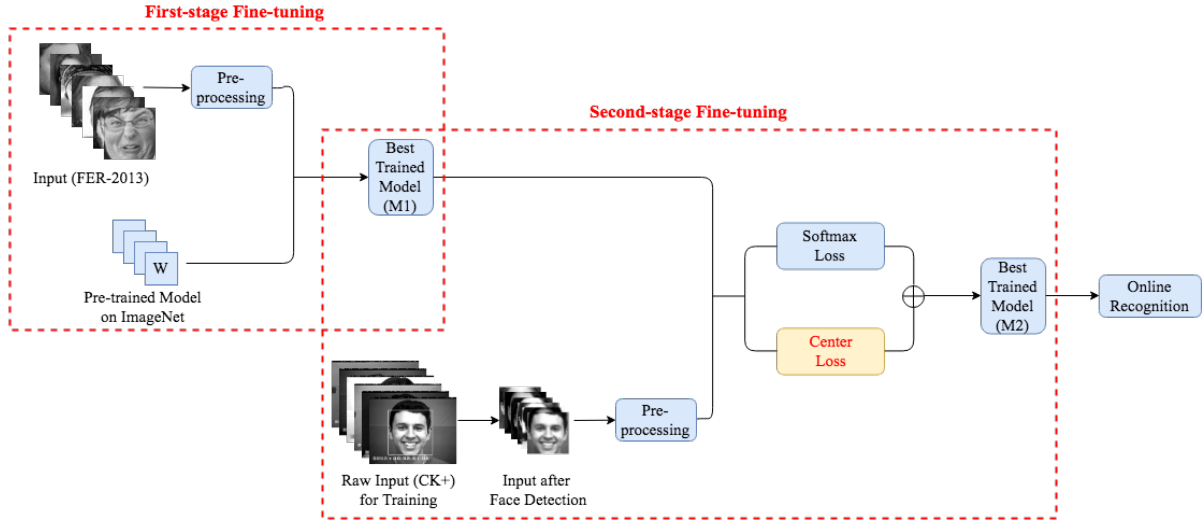 First-stage Fine-tuning
Pre-
processing
Input (FER-2013)
W
Pre-trained Model
on ImageNet
Second-stage Fine-tuning
Best
Trained
Model
(M1)
Softmax
Loss
Center
Loss
Best
Trained
Model
(M2)
Online
Recognition
Raw Input (CK+)
for Training
Input after
Face Detection
Pre-
processing